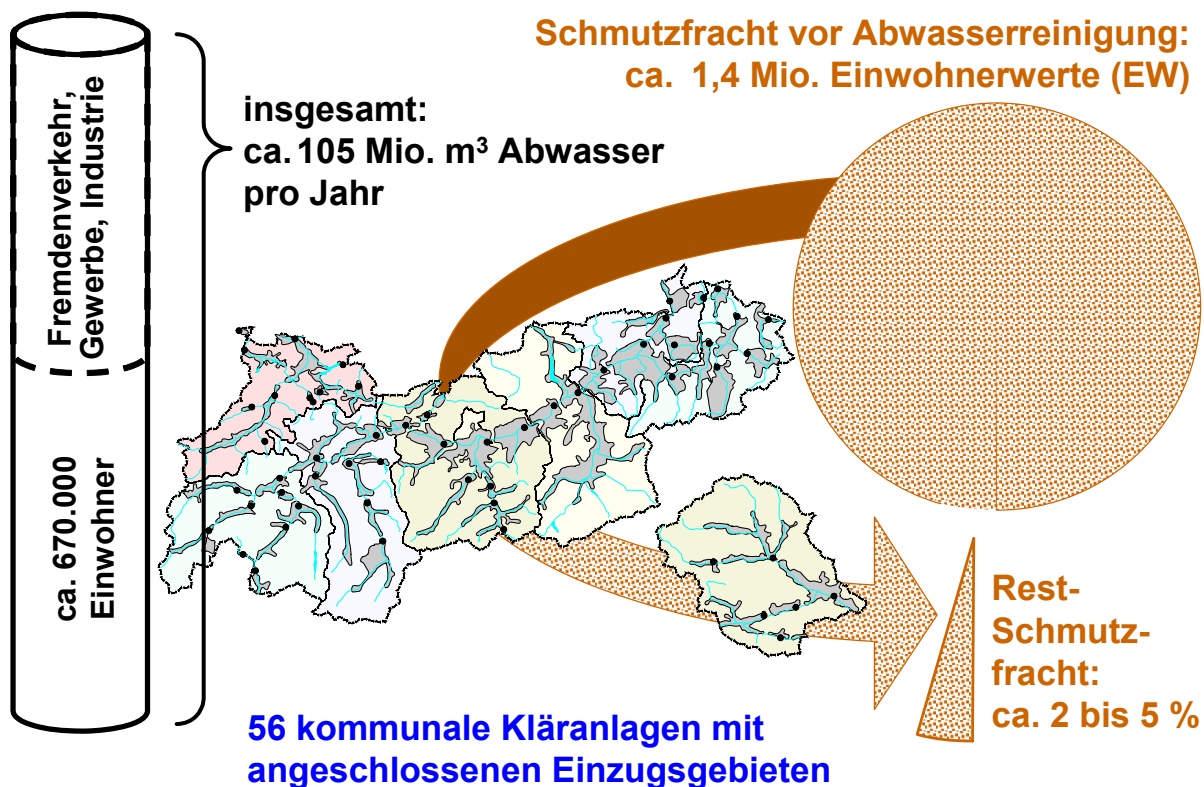 Fremdenverkehr,
Gewerbe, Industrie
ca. 670.000
Einwohner
insgesamt:
ca. 105 Mio. m³ Abwasser
pro Jahr
Schmutzfracht vor Abwasserreinigung:
ca. 1,4 Mio. Einwohnerwerte (EW)
Rest-
Schmutz-
fracht:
ca. 2 bis 5 %
56 kommunale Kläranlagen mit
angeschlossenen Einzugsgebieten